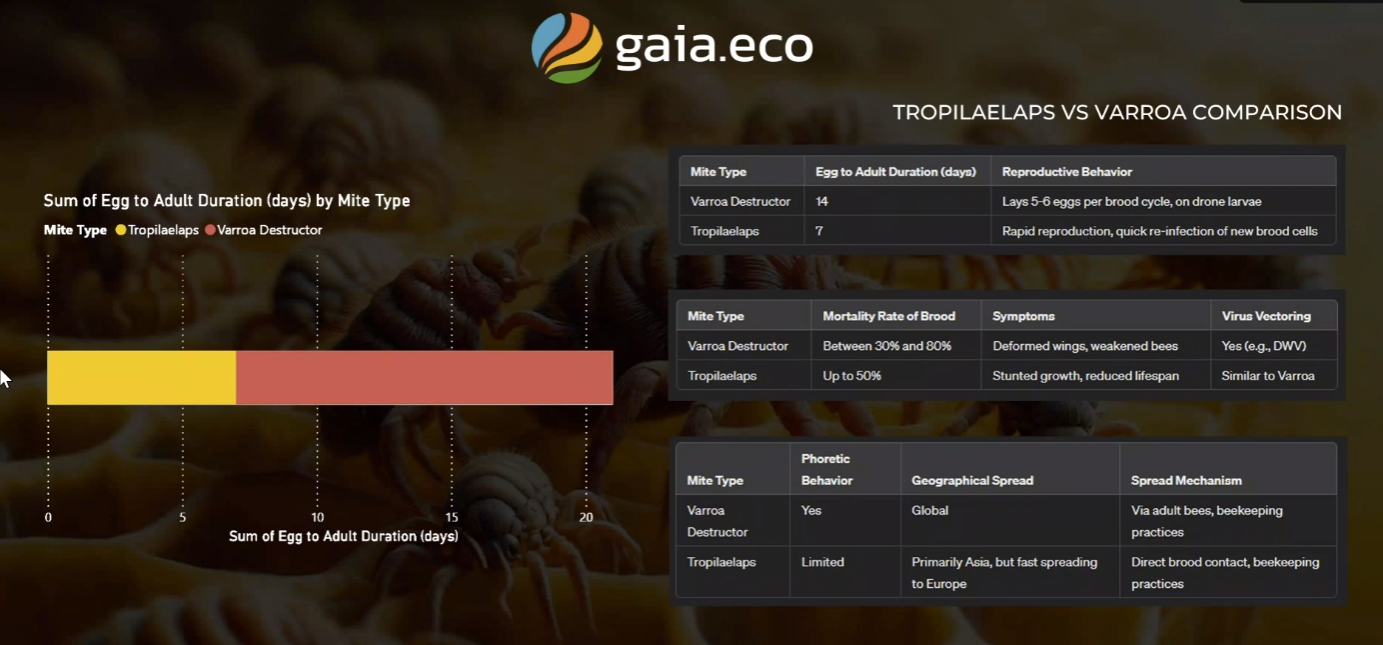 gaia.eco
TROPILAELAPS VS VARROA COMPARISON
Sum of Egg to Adult Duration (days) by Mite Type
Mite Type Tropilaelaps Varroa Destructor
0 5 10 15 20
Sum of Egg to Adult Duration (days)
Mite Type Egg to Adult Duration (days) Reproductive Behavior
Varroa Destructor 14 Lays 5-6 eggs per brood cycle, on drone larvae
Tropilaelaps 7 Rapid reproduction, quick re-infection of new brood cells
Mite Type Mortality Rate of Brood Symptoms Virus Vectoring
Varroa Destructor Between 30% and 80% Deformed wings, weakened bees Yes (e.g., DWV)
Tropilaelaps Up to 50% Stunted growth, reduced lifespan Similar to Varroa
Phoretic
Mite Type Behavior Geographical Spread Spread Mechanism
Varroa Yes Global Via adult bees, beekeeping
Destructor practices
Tropilaelaps Limited Primarily Asia, but fast spreading Direct brood contact, beekeeping
to Europe practices